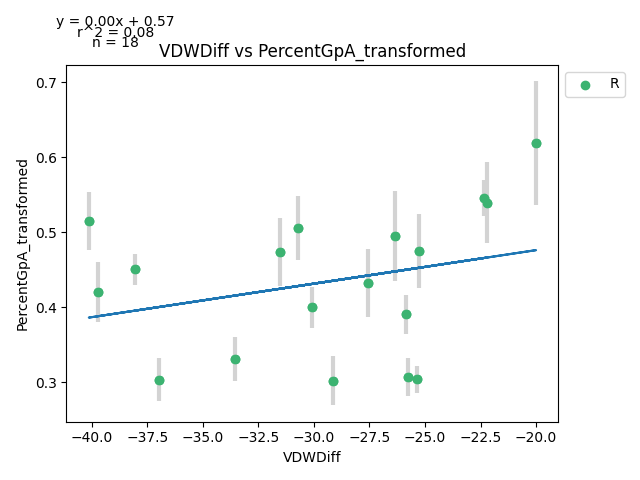 y = 0.00x + 0.57
r^2 = 0.08
n = 18
VDWDiff vs PercentGpA_transformed
R
PercentGpA_transformed
0.7
0.6
0.5
0.4
0.3
−40.0 −37.5 −35.0 −32.5 −30.0 −27.5 −25.0 −22.5 −20.0
VDWDiff